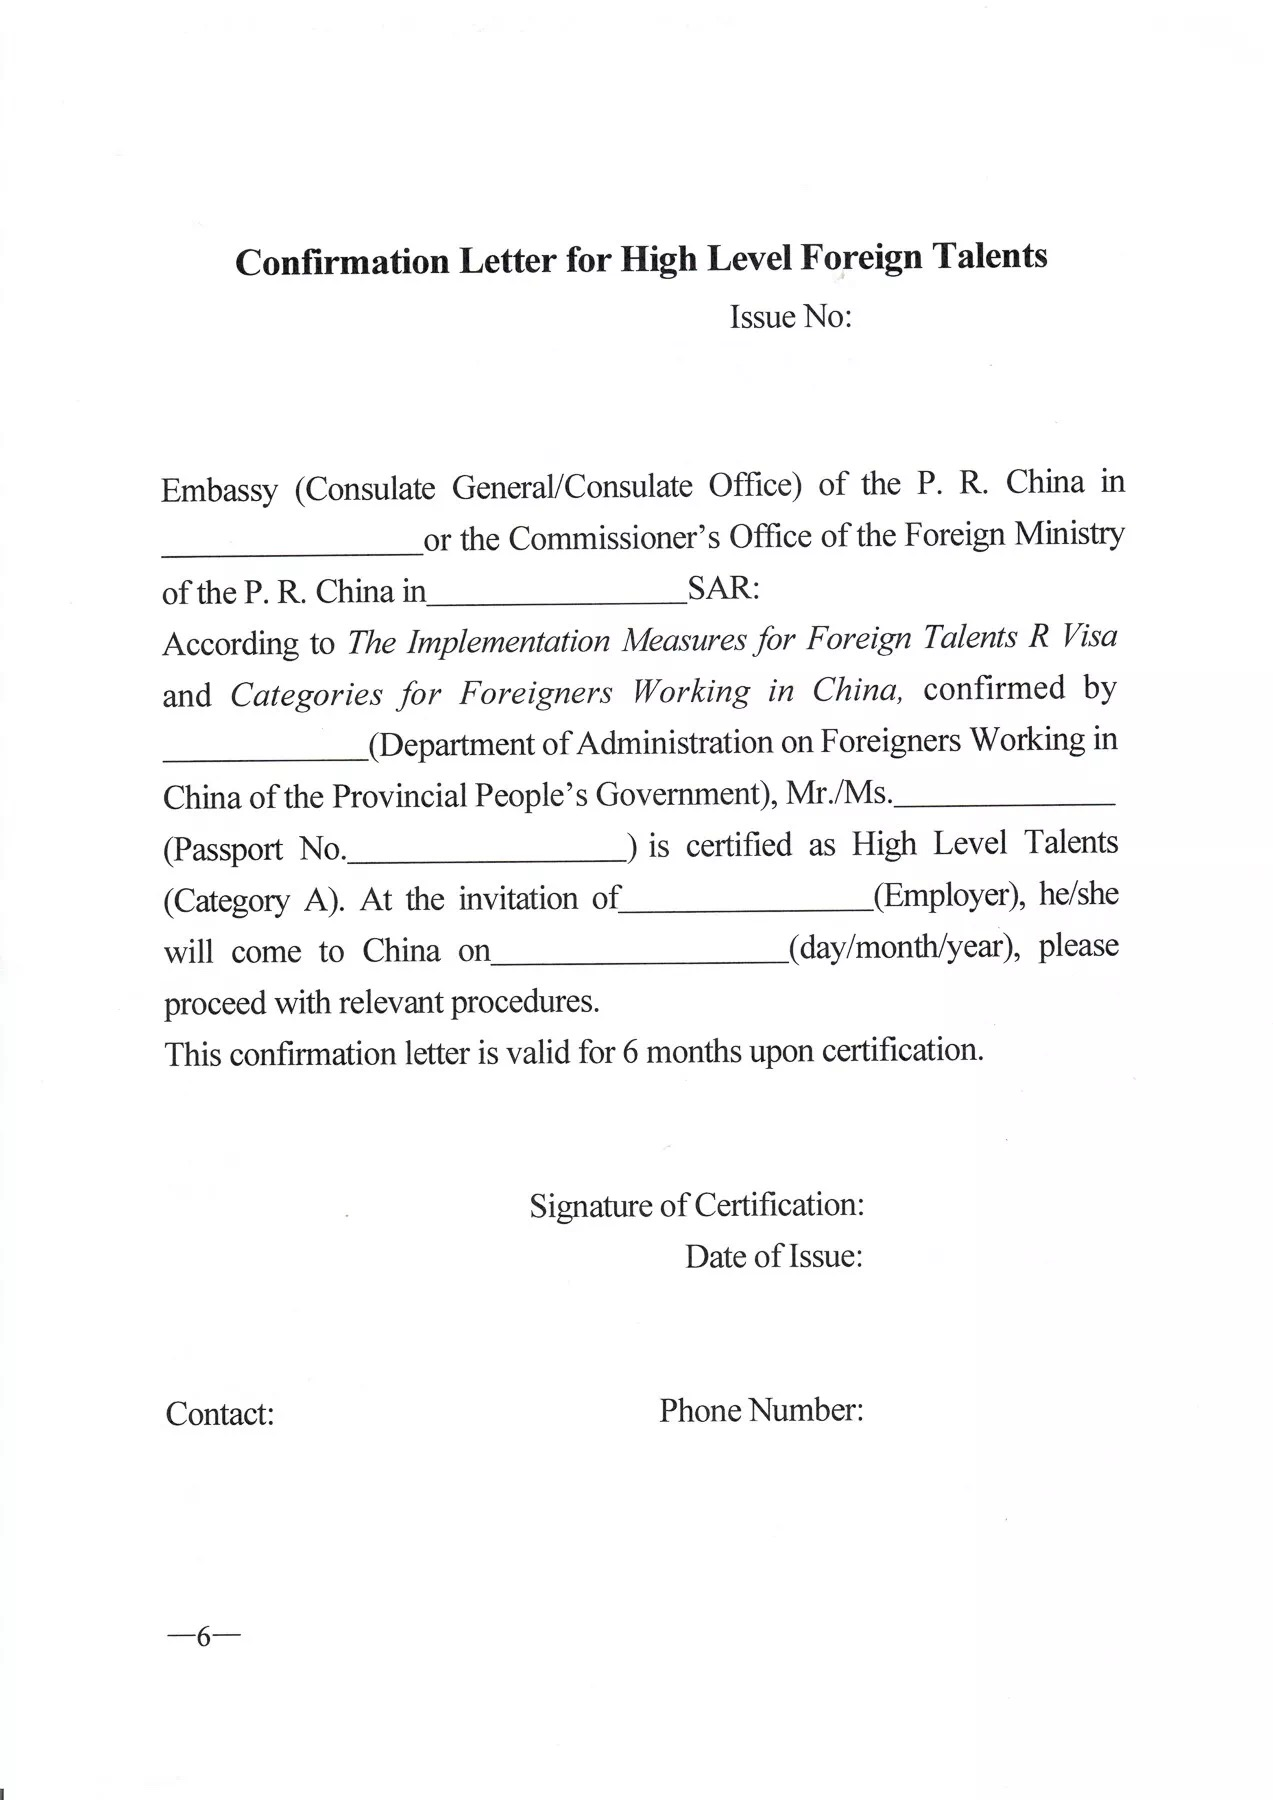 Confirmation Letter for High Level Foreign Talents
Issue No:
Embassy (Consulate General/Consulate Office) of the P. R. China in
________________or the Commissioner's Office of the Foreign Ministry
of the P. R. China in________________SAR:
According to The Implementation Measures for Foreign Talents R Visa
and Categories for Foreigners Working in China, confirmed by
_____________(Department of Administration on Foreigners Working in
China of the Provincial People's Government), Mr./Ms.______________
(Passport No.__________________) is certified as High Level Talents
(Category A). At the invitation of________________(Employer), he/she
will come to China on___________________(day/month/year), please
proceed with relevant procedures.
This confirmation letter is valid for 6 months upon certification.
Signature of Certification:
Date of Issue:
Contact: Phone Number:
—6—